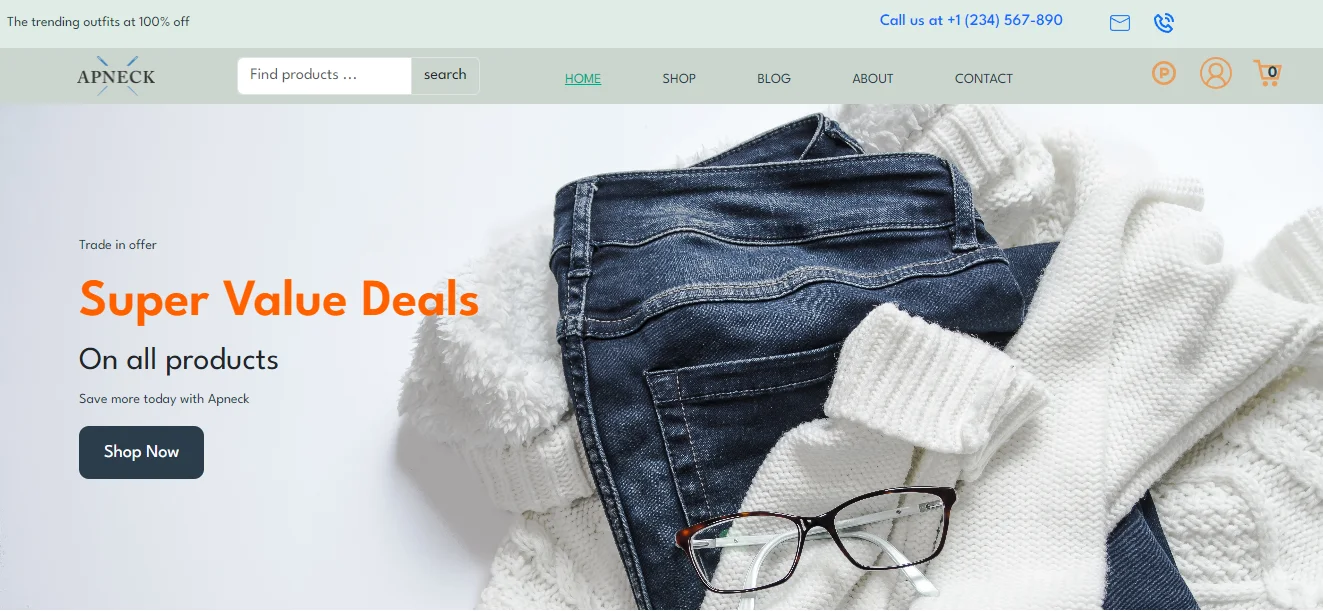 The trending outfits at 100% off
Call us at +1 (234) 567-890
APNECK
Find products ...
search
HOME
SHOP
BLOG
ABOUT
CONTACT
P
0
Trade in offer
Super Value Deals
On all products
Save more today with Apneck
Shop Now